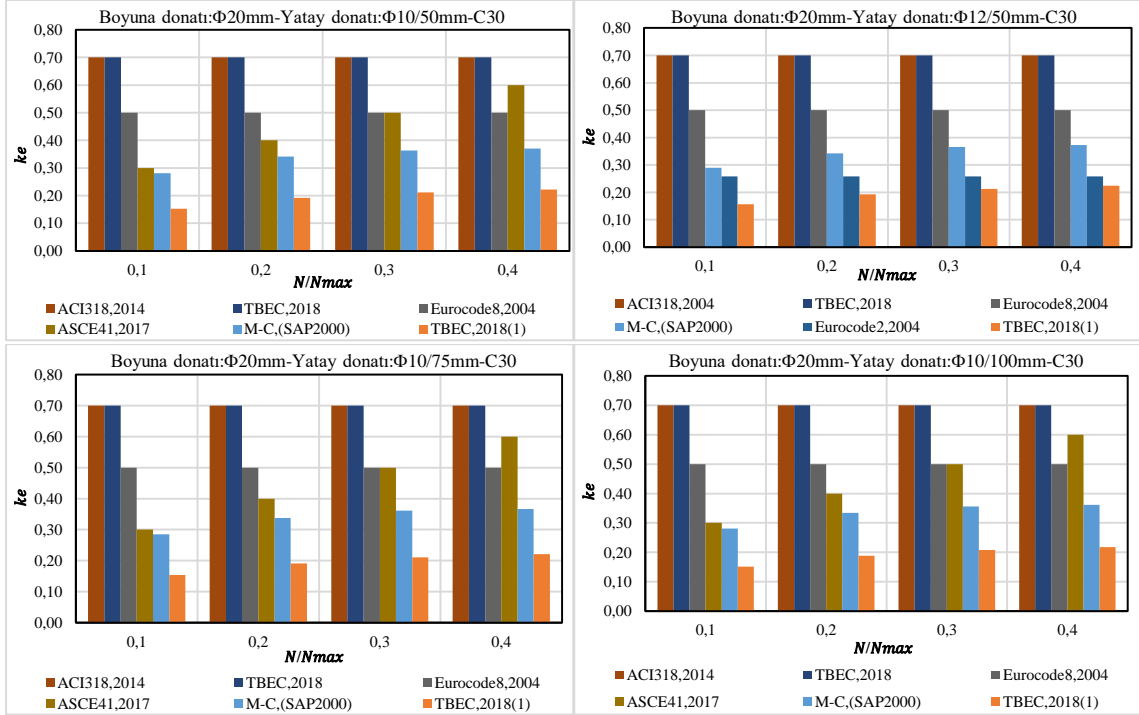 Boyuna donatı:Φ20mm-Yatay donatı:Φ10/50mm-C30
0,80
0,70
0,60
0,50
0,40
0,30
0,20
0,10
0,00
ke
0,1 0,2 0,3 0,4
N/Nmax
ACI318,2014 TBEC,2018 Eurocode8,2004
ASCE41,2017 M-C,(SAP2000) TBEC,2018(1)
Boyuna donatı:Φ20mm-Yatay donatı:Φ12/50mm-C30
0,80
0,70
0,60
0,50
0,40
0,30
0,20
0,10
0,00
ke
0,1 0,2 0,3 0,4
N/Nmax
ACI318,2004 TBEC,2018 Eurocode8,2004
M-C,(SAP2000) Eurocode2,2004 TBEC,2018(1)
Boyuna donatı:Φ20mm-Yatay donatı:Φ10/75mm-C30
0,80
0,70
0,60
0,50
0,40
0,30
0,20
0,10
0,00
ke
0,1 0,2 0,3 0,4
N/Nmax
ACI318,2014 TBEC,2018 Eurocode8,2004
ASCE41,2017 M-C,(SAP2000) TBEC,2018(1)
Boyuna donatı:Φ20mm-Yatay donatı:Φ10/100mm-C30
0,80
0,70
0,60
0,50
0,40
0,30
0,20
0,10
0,00
ke
0,1 0,2 0,3 0,4
N/Nmax
ACI318,2014 TBEC,2018 Eurocode8,2004
ASCE41,2017 M-C,(SAP2000) TBEC,2018(1)